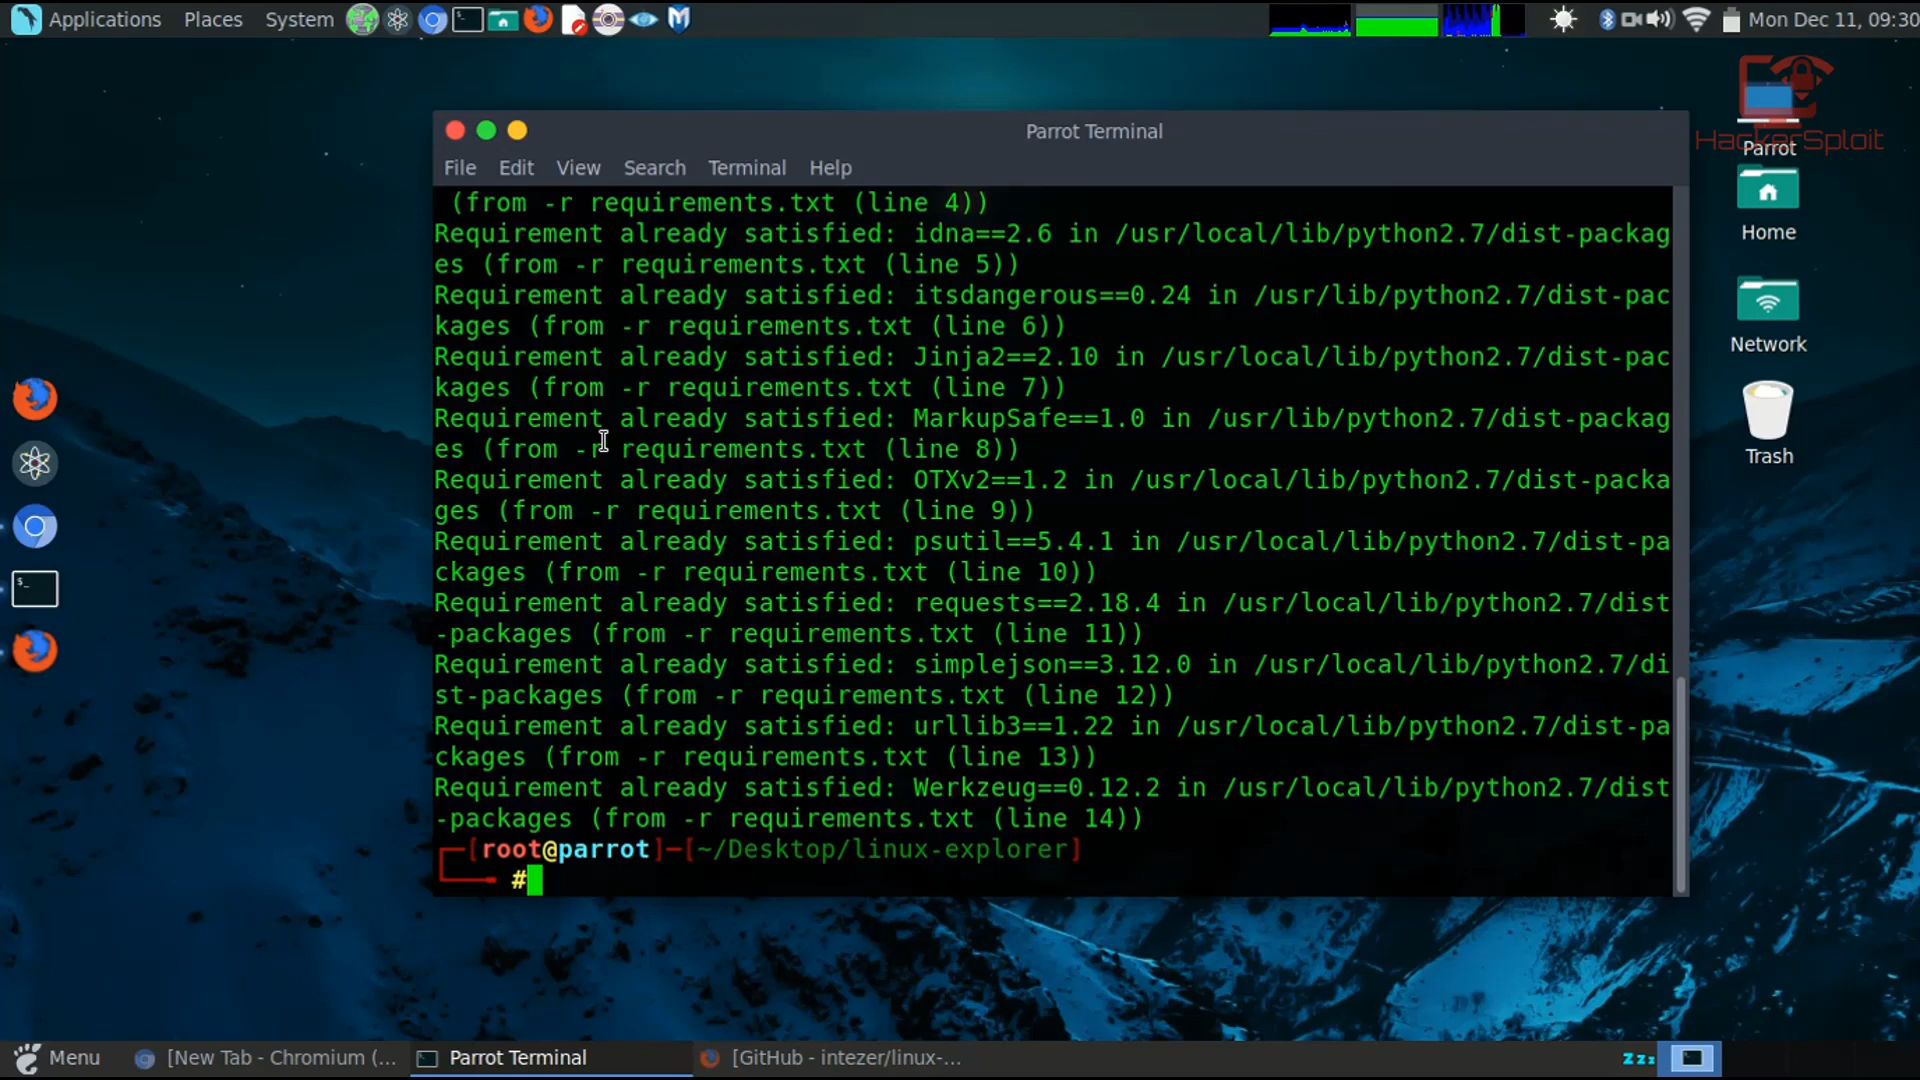 Applications Places System Mon Dec 11, 09:30
HackerSploit
Parrot
Home
Network
Trash
Parrot Terminal
File Edit View Search Terminal Help
(from -r requirements.txt (line 4))
Requirement already satisfied: idna==2.6 in /usr/local/lib/python2.7/dist-packag
es (from -r requirements.txt (line 5))
Requirement already satisfied: itsdangerous==0.24 in /usr/lib/python2.7/dist-pac
kages (from -r requirements.txt (line 6))
Requirement already satisfied: Jinja2==2.10 in /usr/local/lib/python2.7/dist-pac
kages (from -r requirements.txt (line 7))
Requirement already satisfied: MarkupSafe==1.0 in /usr/local/lib/python2.7/dist-packag
es (from -r requirements.txt (line 8))
Requirement already satisfied: OTXv2==1.2 in /usr/local/lib/python2.7/dist-packa
ges (from -r requirements.txt (line 9))
Requirement already satisfied: psutil==5.4.1 in /usr/local/lib/python2.7/dist-pa
ckages (from -r requirements.txt (line 10))
Requirement already satisfied: requests==2.18.4 in /usr/local/lib/python2.7/dist
-packages (from -r requirements.txt (line 11))
Requirement already satisfied: simplejson==3.12.0 in /usr/local/lib/python2.7/di
st-packages (from -r requirements.txt (line 12))
Requirement already satisfied: urllib3==1.22 in /usr/local/lib/python2.7/dist-pa
ckages (from -r requirements.txt (line 13))
Requirement already satisfied: Werkzeug==0.12.2 in /usr/local/lib/python2.7/dist
-packages (from -r requirements.txt (line 14))
[root@parrot]-[~/Desktop/linux-explorer]
#
Menu [New Tab - Chromium (... Parrot Terminal [GitHub - intezer/linux-... zzz